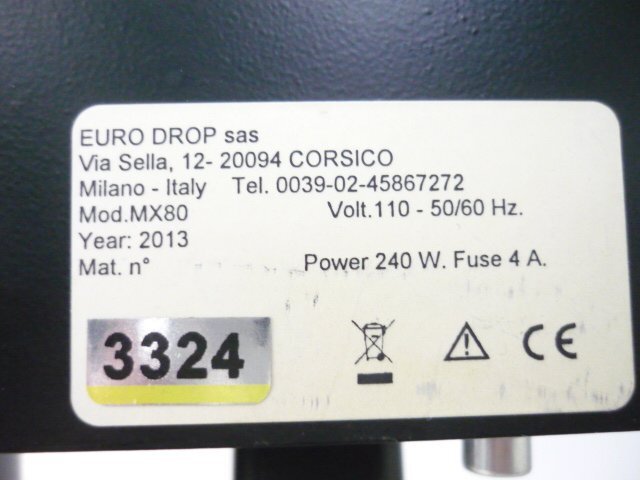 EURO DROP sas
Via Sella, 12- 20094 CORSICO
Milano - Italy Tel. 0039-02-45867272
Mod.MX80 Volt.110 - 50/60 Hz.
Year: 2013
Mat. n° Power 240 W. Fuse 4 A.
3324 CE